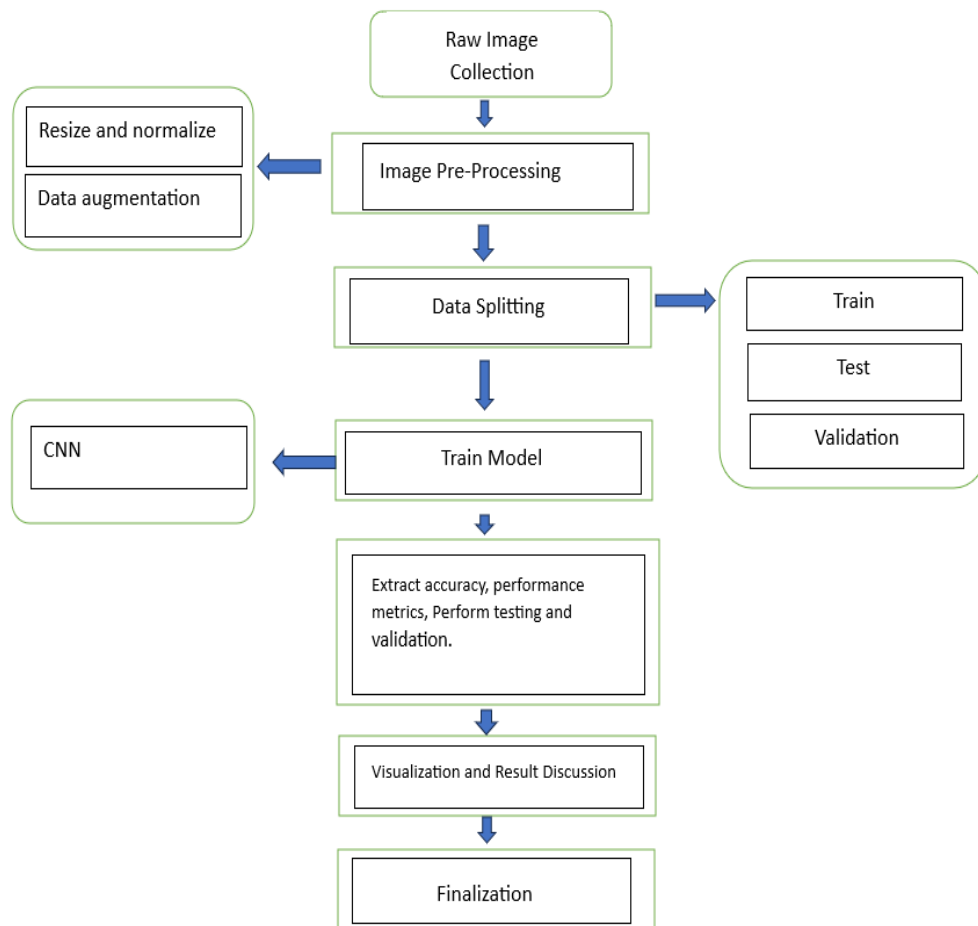 Raw Image
Collection
Resize and normalize
Data augmentation
Image Pre-Processing
Data Splitting
Train
Test
Validation
CNN
Train Model
Extract accuracy, performance
metrics, Perform testing and
validation.
Visualization and Result Discussion
Finalization